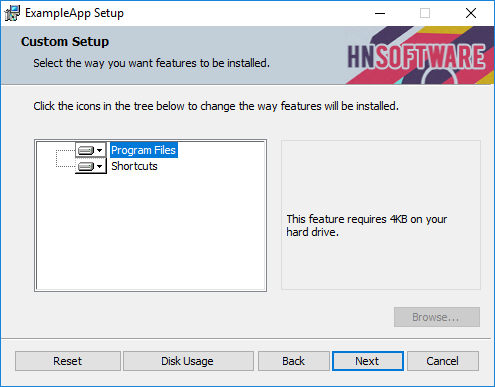 ExampleApp Setup
Custom Setup
Select the way you want features to be installed.
HNSOFTWARE
Click the icons in the tree below to change the way features will be installed.
Program Files
Shortcuts
This feature requires 4KB on your
hard drive.
Browse...
Reset
Disk Usage
Back
Next
Cancel